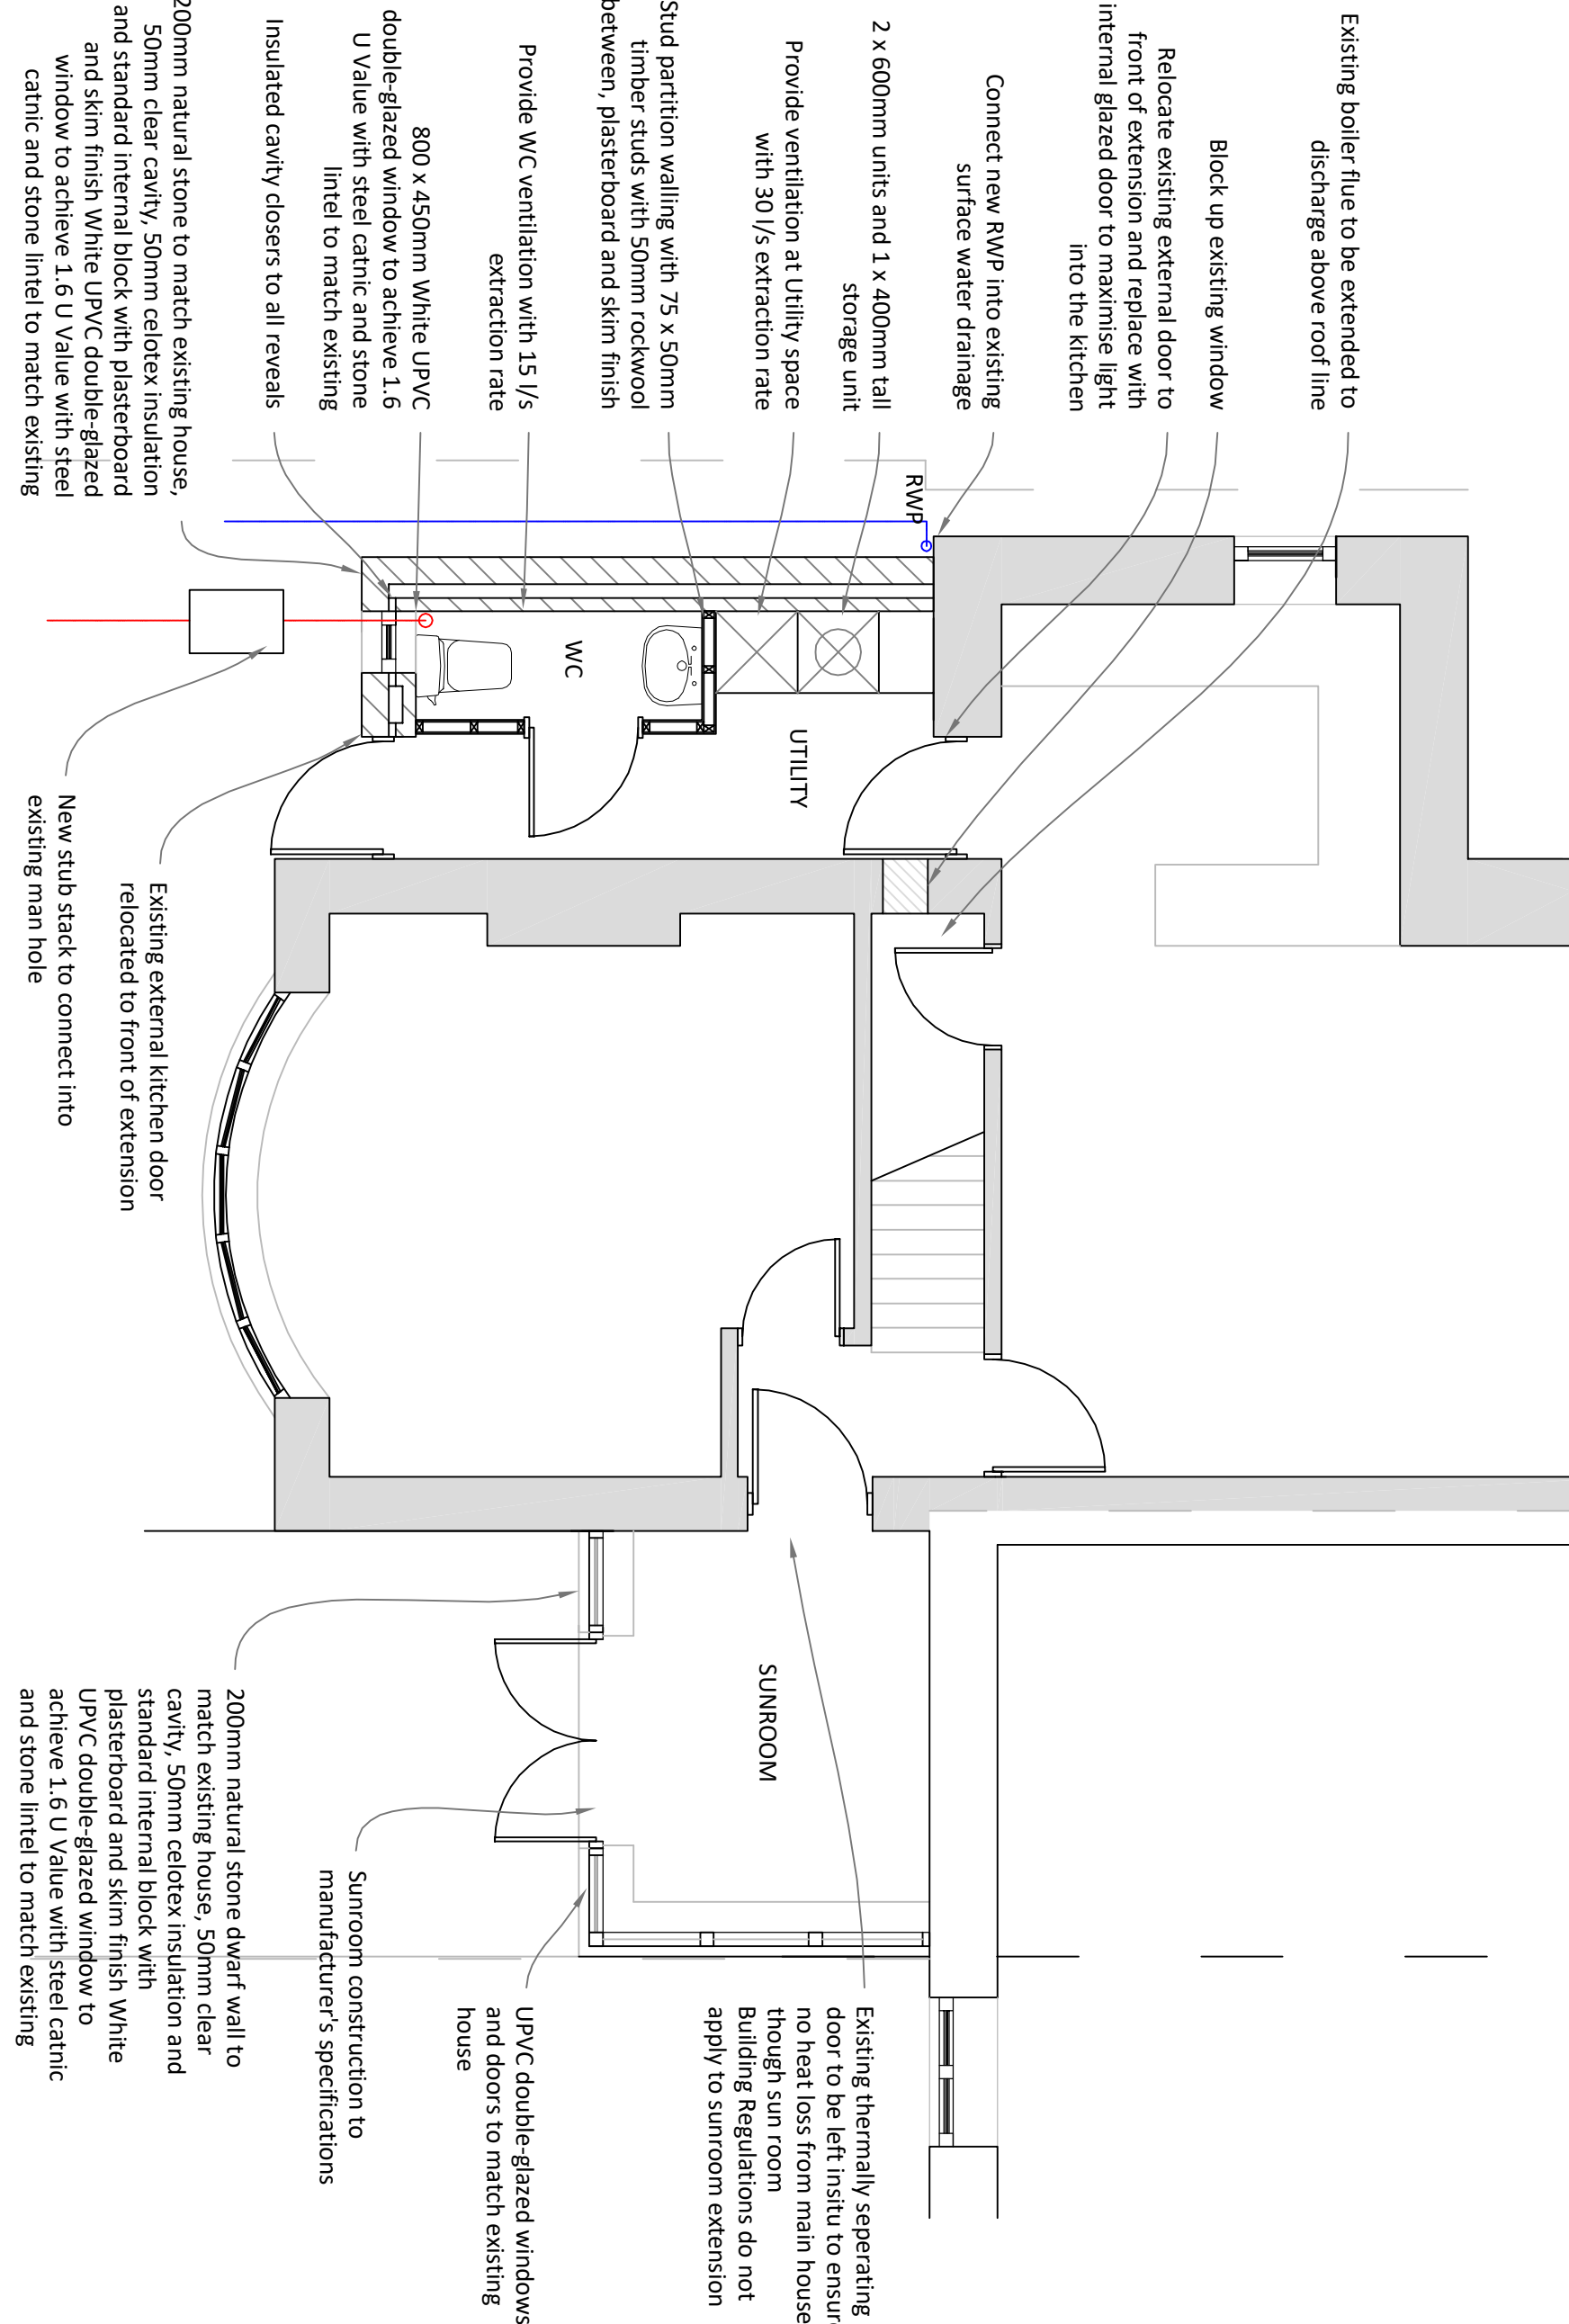 200mm natural stone to match existing house,
50mm clear cavity, 50mm celotex insulation
and standard internal block with plasterboard
and skim finish White UPVC double-glazed
window to achieve 1.6 U Value with steel
catnic and stone lintel to match existing
Insulated cavity closers to all reveals
800 x 450mm White UPVC
double-glazed window to achieve 1.6
U Value with steel catnic and stone
lintel to match existing
Provide WC ventilation with 15 l/s
extraction rate
Stud partition walling with 75 x 50mm
timber studs with 50mm rockwool
between, plasterboard and skim finish
Provide ventilation at Utility space
with 30 l/s extraction rate
2 x 600mm units and 1 x 400mm tall
storage unit
Connect new RWP into existing
surface water drainage
Relocate existing external door to
front of extension and replace with
internal glazed door to maximise light
into the kitchen
Block up existing window
Existing boiler flue to be extended to
discharge above roof line
RWP
WC
UTILITY
Existing external kitchen door
relocated to front of extension
New stub stack to connect into
existing man hole
SUNROOM
200mm natural stone dwarf wall to
match existing house, 50mm clear
cavity, 50mm celotex insulation and
standard internal block with
plasterboard and skim finish White
UPVC double-glazed window to
achieve 1.6 U Value with steel catnic
and stone lintel to match existing
Sunroom construction to
manufacturer's specifications
UPVC double-glazed windows
and doors to match existing
house
Existing thermally seperating
door to be left insitu to ensure
no heat loss from main house
though sun room
Building Regulations do not
apply to sunroom extension